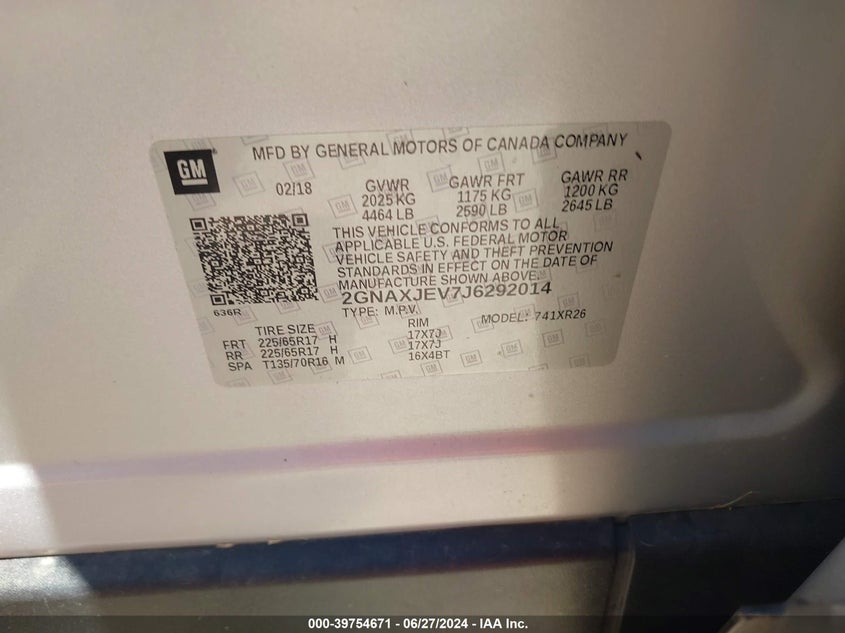 GM
MFD BY GENERAL MOTORS OF CANADA COMPANY
02/18 GVWR GAWR FRT GAWR RR
2025 KG 1175 KG 1200 KG
4464 LB 2590 LB 2645 LB
THIS VEHICLE CONFORMS TO ALL
APPLICABLE U.S. FEDERAL MOTOR
VEHICLE SAFETY AND THEFT PREVENTION
STANDARDS IN EFFECT ON THE DATE OF
MANUFACTURE SHOWN ABOVE.
2GNAXJEV7J6292014
636R
TYPE: M.P.V. MODEL: 741XR26
TIRE SIZE RIM
FRT 225/65R17 H 17X7J
RR 225/65R17 H 17X7J
SPA T135/70R16 M 16X4BT
000-39754671 / 06/27/2024 - IAA Inc.